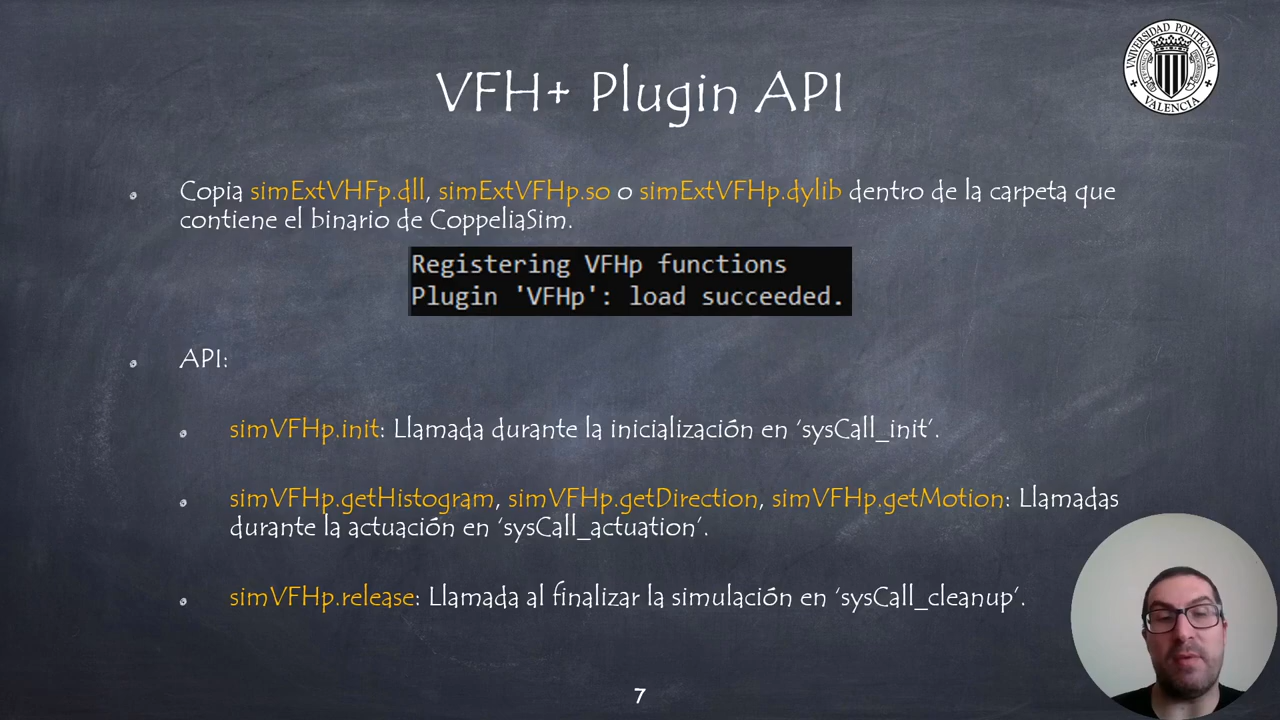 VFH+ Plugin API
UNIVERSIDAD POLITECNICA
VALENCIA
Copia simExtVHFp.dll, simExtVFHp.so o simExtVFHp.dylib dentro de la carpeta que
contiene el binario de CoppeliaSim.
Registering VFHp functions
Plugin 'VFHp': load succeeded.
API:
simVFHp.init: Llamada durante la inicialización en ‘sysCall_init’.
simVFHp.getHistogram, simVFHp.getDirection, simVFHp.getMotion: Llamadas
durante la actuación en ‘sysCall_actuation’.
simVFHp.release: Llamada al finalizar la simulación en ‘sysCall_cleanup’.
7